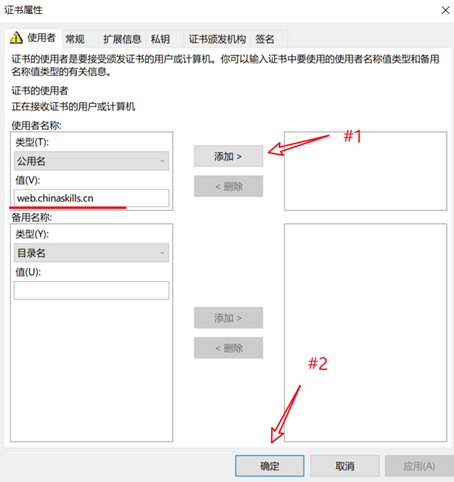 证书属性
使用者 常规 扩展信息 私钥 证书颁发机构 签名
证书的使用者是要接受颁发证书的用户或计算机。你可以输入证书中要使用的使用者名称值类型和备用
名称值类型的有关信息。
证书的使用者
正在接收证书的用户或计算机
使用者名称:
类型(T):
公用名
添加 >
#1
值(V):
< 删除
web.chinaskills.cn
备用名称:
类型(Y):
目录名
值(U):
添加 >
< 删除
#2
确定 取消 应用(A)